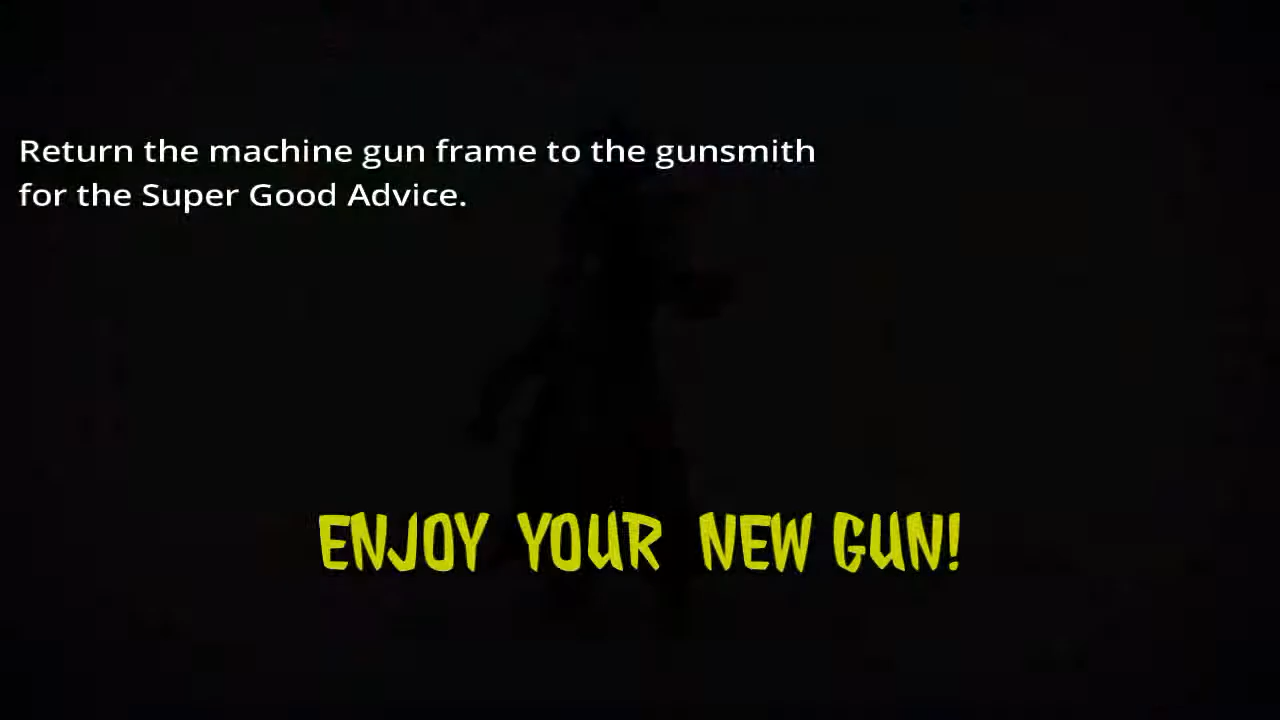 Return the machine gun frame to the gunsmith
for the Super Good Advice.
ENJOY YOUR NEW GUN!